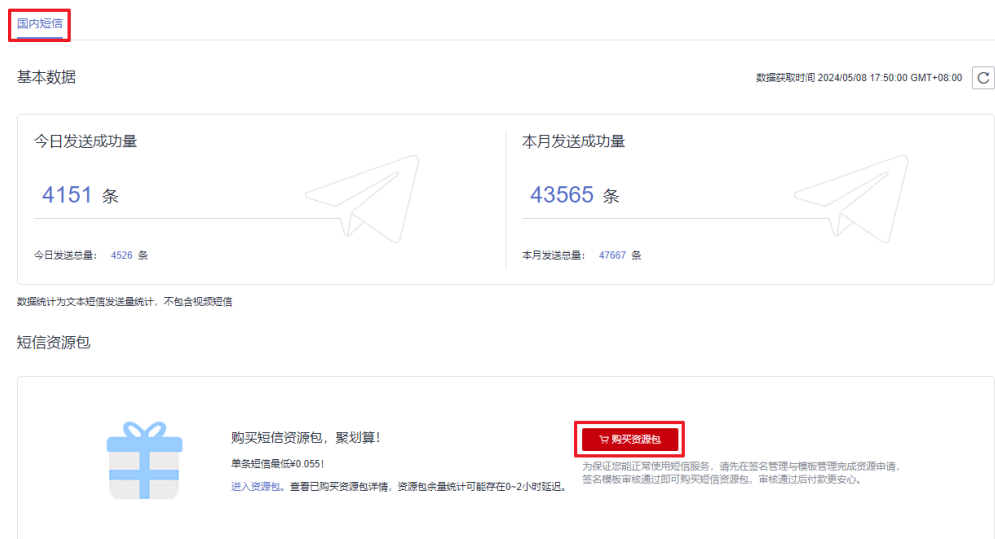 国内短信
基本数据
数据获取时间 2024/05/08 17:50:00 GMT+08:00
今日发送成功量
4151 条
今日发送总量： 4526 条
本月发送成功量
43565 条
本月发送总量： 47667 条
数据统计为文本短信发送量统计，不包含视频短信
短信资源包
购买短信资源包，聚划算！
单条短信最低¥0.055！
进入资源包。查看已购买资源包详情，资源包余量统计可能存在0~2小时延迟。
购买资源包
为保证您能正常使用短信服务，请先在签名管理与模板管理完成资源申请，
签名模板审核通过即可购买短信资源包，审核通过后付款更安心。